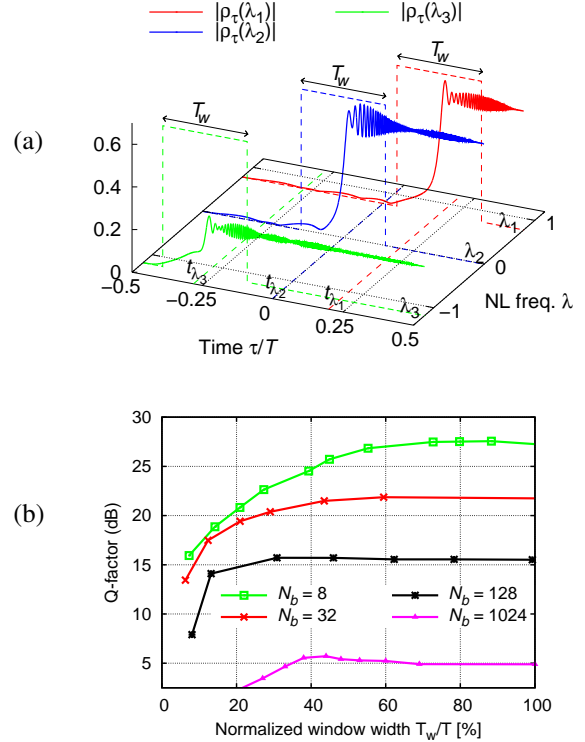 |ρτ(λ1)|
|ρτ(λ2)|
|ρτ(λ3)|
(a)
Tw
Tw
Tw
0.6
0.4
0.2
0
−0.5
−0.25
0
0.25
0.5
tλ3
tλ2
tλ1
λ1
λ2
λ3
1
0
−1
NL freq. λ
Time τ/T
(b)
30
25
20
15
10
5
Q-factor (dB)
Nb = 8
Nb = 32
Nb = 128
Nb = 1024
0 20 40 60 80 100
Normalized window width Tw/T [%]